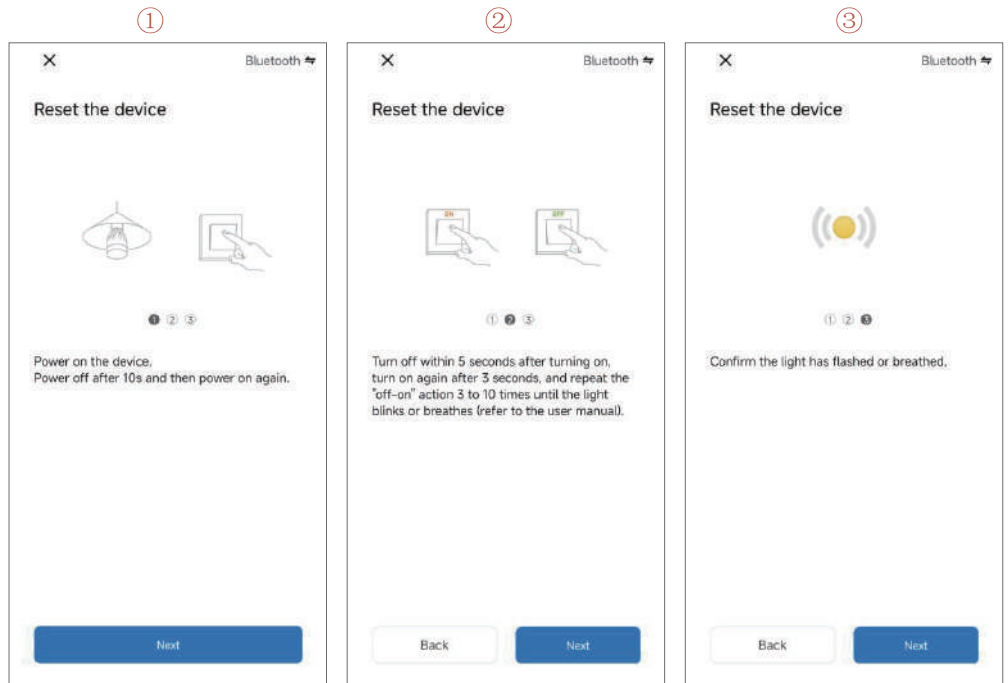 ①
②
③
Bluetooth ⇋
Reset the device
❶ ② ③
Power on the device.
Power off after 10s and then power on again.
Next
Bluetooth ⇋
Reset the device
ON
OFF
① ❷ ③
Turn off within 5 seconds after turning on,
turn on again after 3 seconds, and repeat the
"off-on" action 3 to 10 times until the light
blinks or breathes (refer to the user manual).
Back
Next
Bluetooth ⇋
Reset the device
① ② ❸
Confirm the light has flashed or breathed.
Back
Next